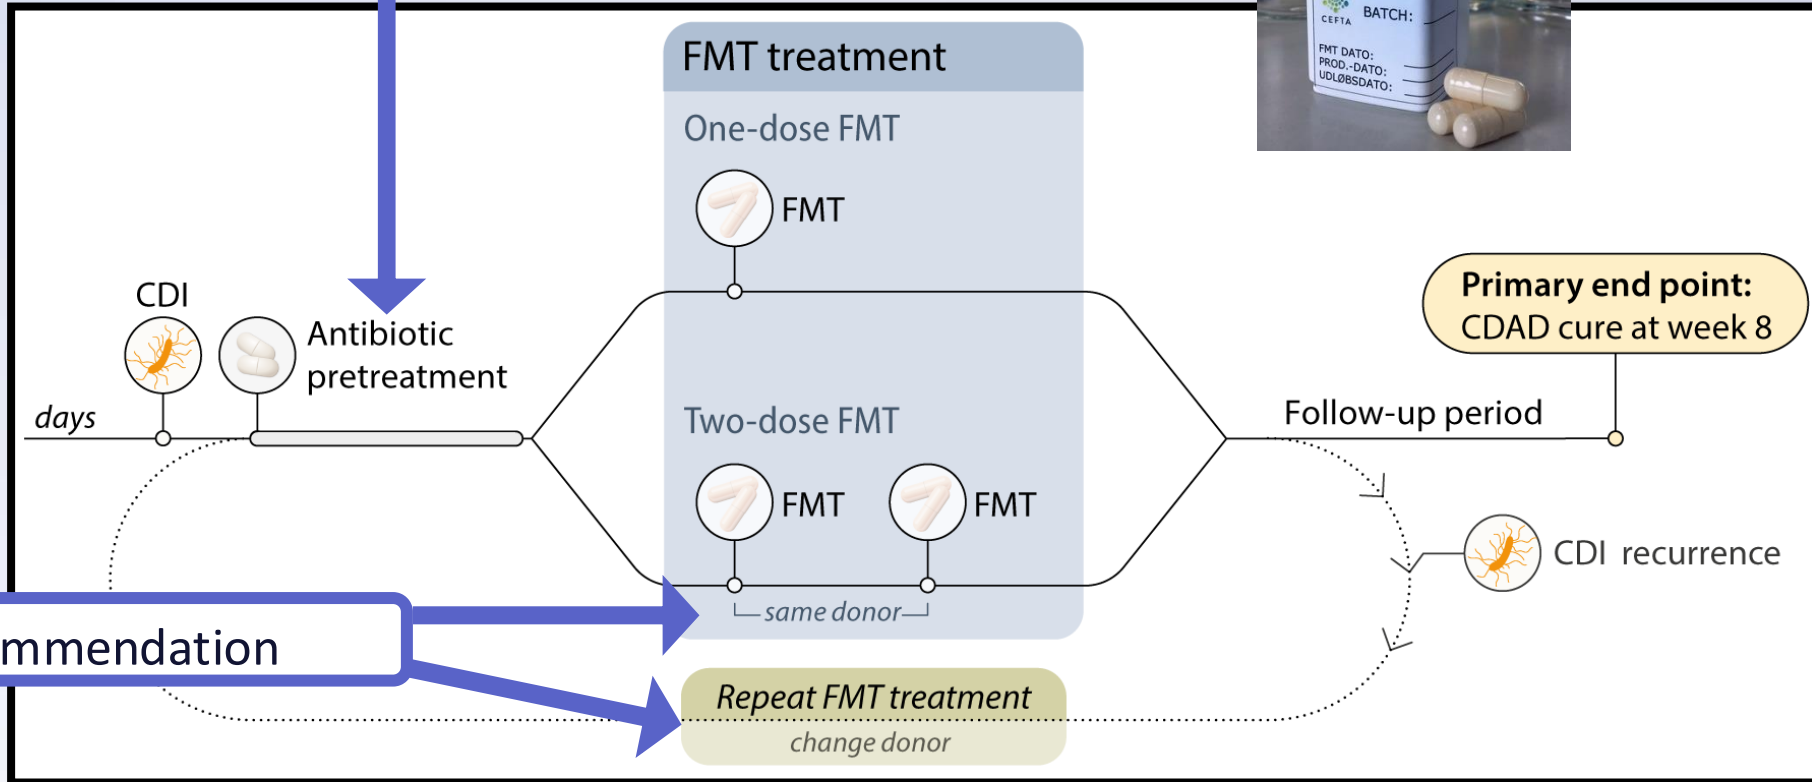 CEFTA
BATCH:
FMT DATO:
PROD.-DATO:
UDLØBSDATO:
FMT treatment
One-dose FMT
FMT
CDI
Antibiotic
pretreatment
days
Primary end point:
CDAD cure at week 8
Follow-up period
Two-dose FMT
FMT
FMT
same donor
CDI recurrence
mmendation
Repeat FMT treatment
change donor